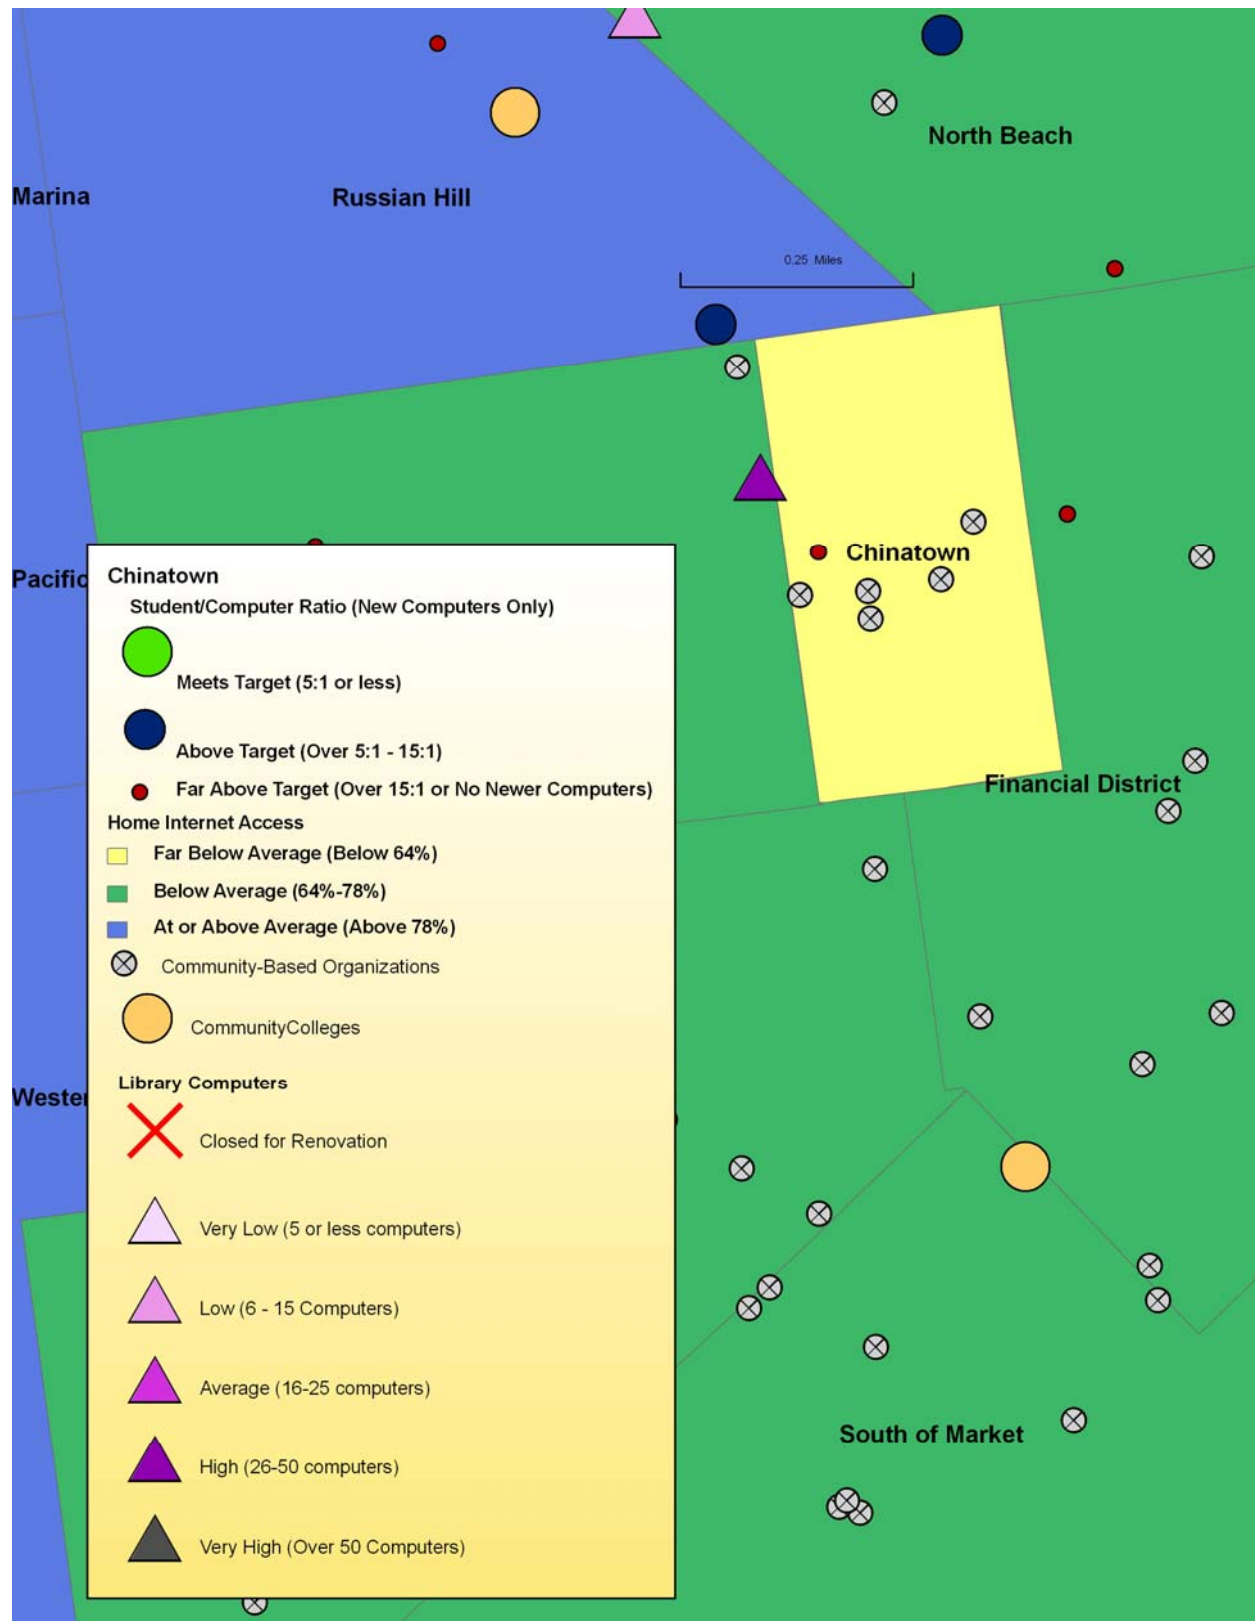 North Beach
Marina
Russian Hill
0.25 Miles
Chinatown
Pacific
Chinatown
Student/Computer Ratio (New Computers Only)
Meets Target (5:1 or less)
Above Target (Over 5:1 - 15:1)
Far Above Target (Over 15:1 or No Newer Computers)
Financial District
Home Internet Access
Far Below Average (Below 64%)
Below Average (64%-78%)
At or Above Average (Above 78%)
Community-Based Organizations
CommunityColleges
Library Computers
Wester
Closed for Renovation
Very Low (5 or less computers)
Low (6 - 15 Computers)
Average (16-25 computers)
High (26-50 computers)
Very High (Over 50 Computers)
South of Market